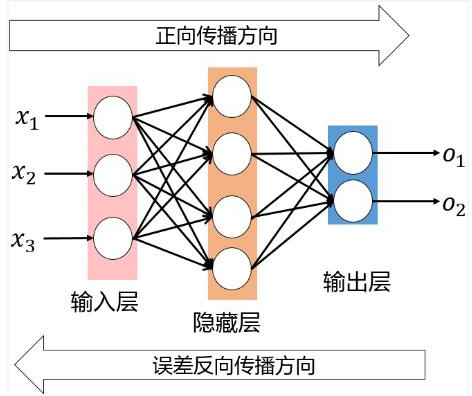 正向传播方向
x₁
x₂
x₃
o₁
o₂
输入层
隐藏层
输出层
误差反向传播方向